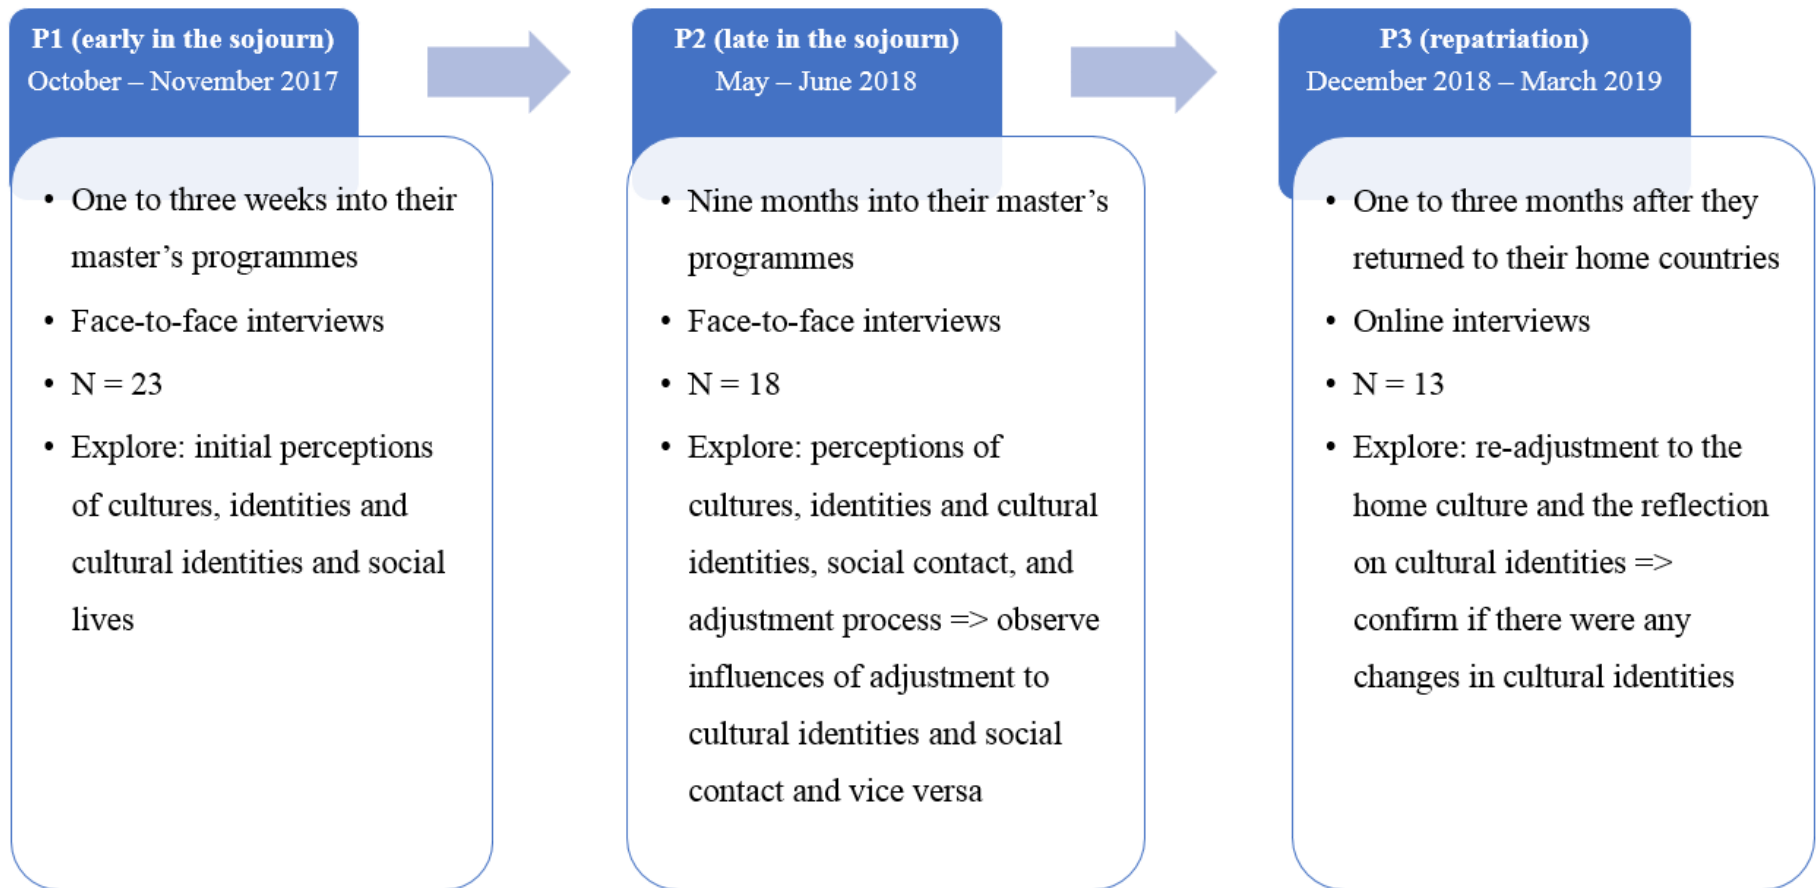 P1 (early in the sojourn)
October – November 2017
• One to three weeks into their
master’s programmes
• Face-to-face interviews
• N = 23
• Explore: initial perceptions
of cultures, identities and
cultural identities and social
lives
P2 (late in the sojourn)
May – June 2018
• Nine months into their master’s
programmes
• Face-to-face interviews
• N = 18
• Explore: perceptions of
cultures, identities and cultural
identities, social contact, and
adjustment process => observe
influences of adjustment to
cultural identities and social
contact and vice versa
P3 (repatriation)
December 2018 – March 2019
• One to three months after they
returned to their home countries
• Online interviews
• N = 13
• Explore: re-adjustment to the
home culture and the reflection
on cultural identities =>
confirm if there were any
changes in cultural identities